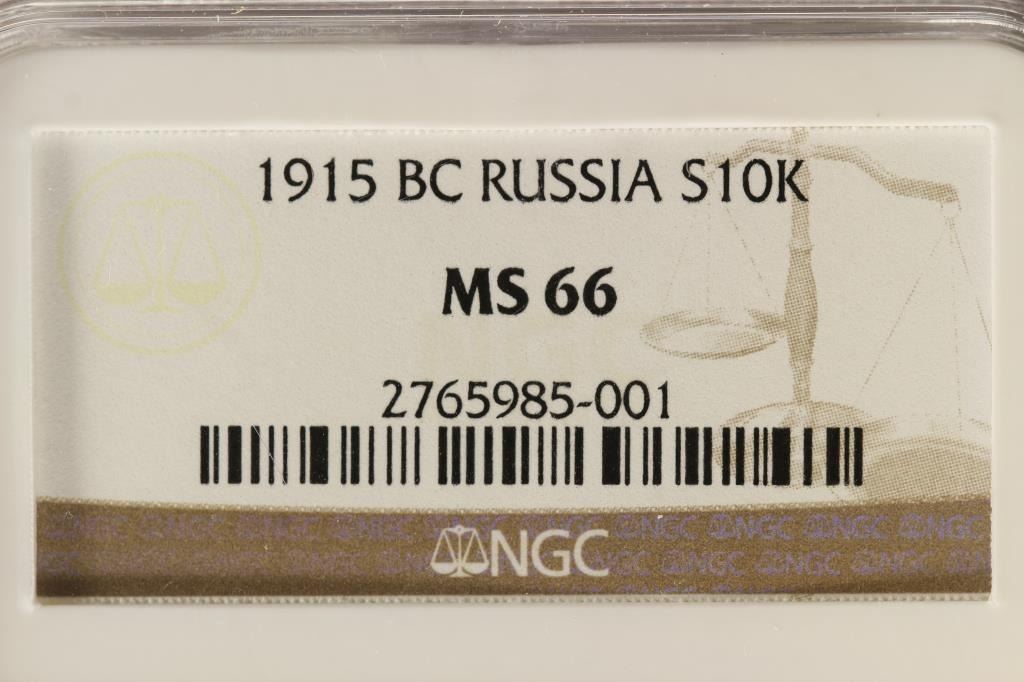 1915 BC RUSSIA S10K
MS 66
2765985-001
NGC